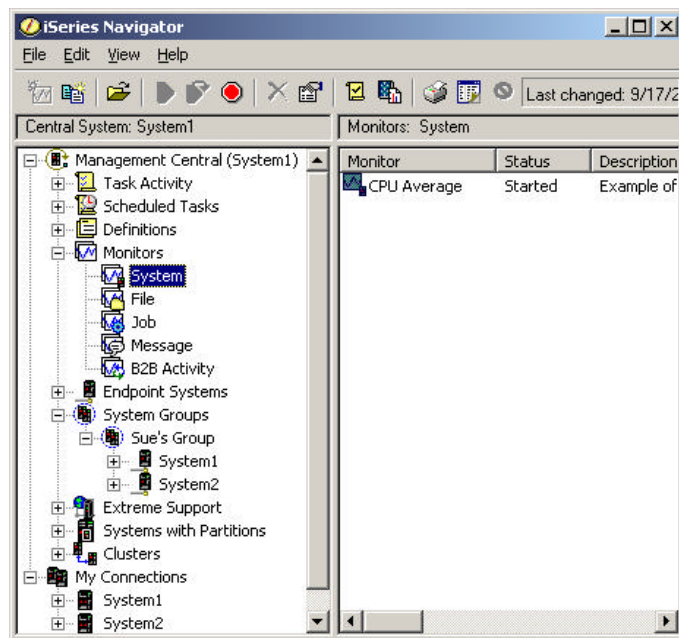 iSeries Navigator
File Edit View Help
Last changed: 9/17/2
Central System: System1
Monitors: System
Management Central (System1)
Task Activity
Scheduled Tasks
Definitions
Monitors
System
File
Job
Message
B2B Activity
Endpoint Systems
System Groups
Sue's Group
System1
System2
Extreme Support
Systems with Partitions
Clusters
My Connections
System1
System2
Monitor Status Description
CPU Average Started Example of